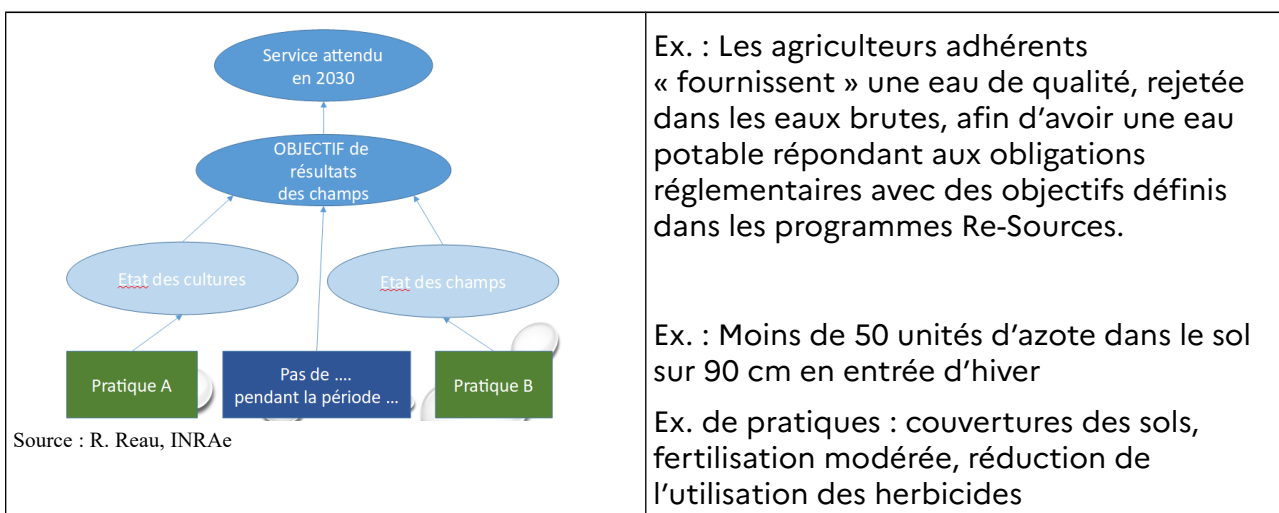 Service attendu
en 2030
OBJECTIF de
résultats
des champs
Etat des cultures
Etat des champs
Pratique A
Pas de ....
pendant la période ...
Pratique B
Source : R. Reau, INRAe
Ex. : Les agriculteurs adhérents
« fournissent » une eau de qualité, rejetée
dans les eaux brutes, afin d’avoir une eau
potable répondant aux obligations
réglementaires avec des objectifs définis
dans les programmes Re-Sources.
Ex. : Moins de 50 unités d’azote dans le sol
sur 90 cm en entrée d’hiver
Ex. de pratiques : couvertures des sols,
fertilisation modérée, réduction de
l’utilisation des herbicides